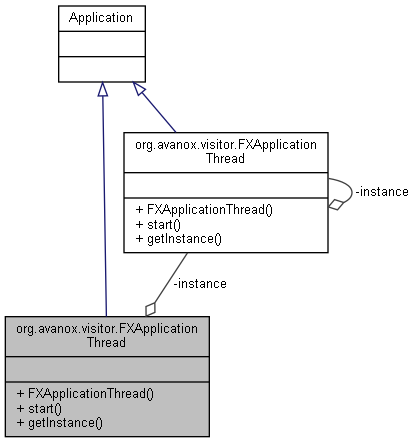 Application
org.avanox.visitor.FXApplication
Thread
+ FXApplicationThread()
+ start()
+ getInstance()
-instance
-instance
org.avanox.visitor.FXApplication
Thread
+ FXApplicationThread()
+ start()
+ getInstance()